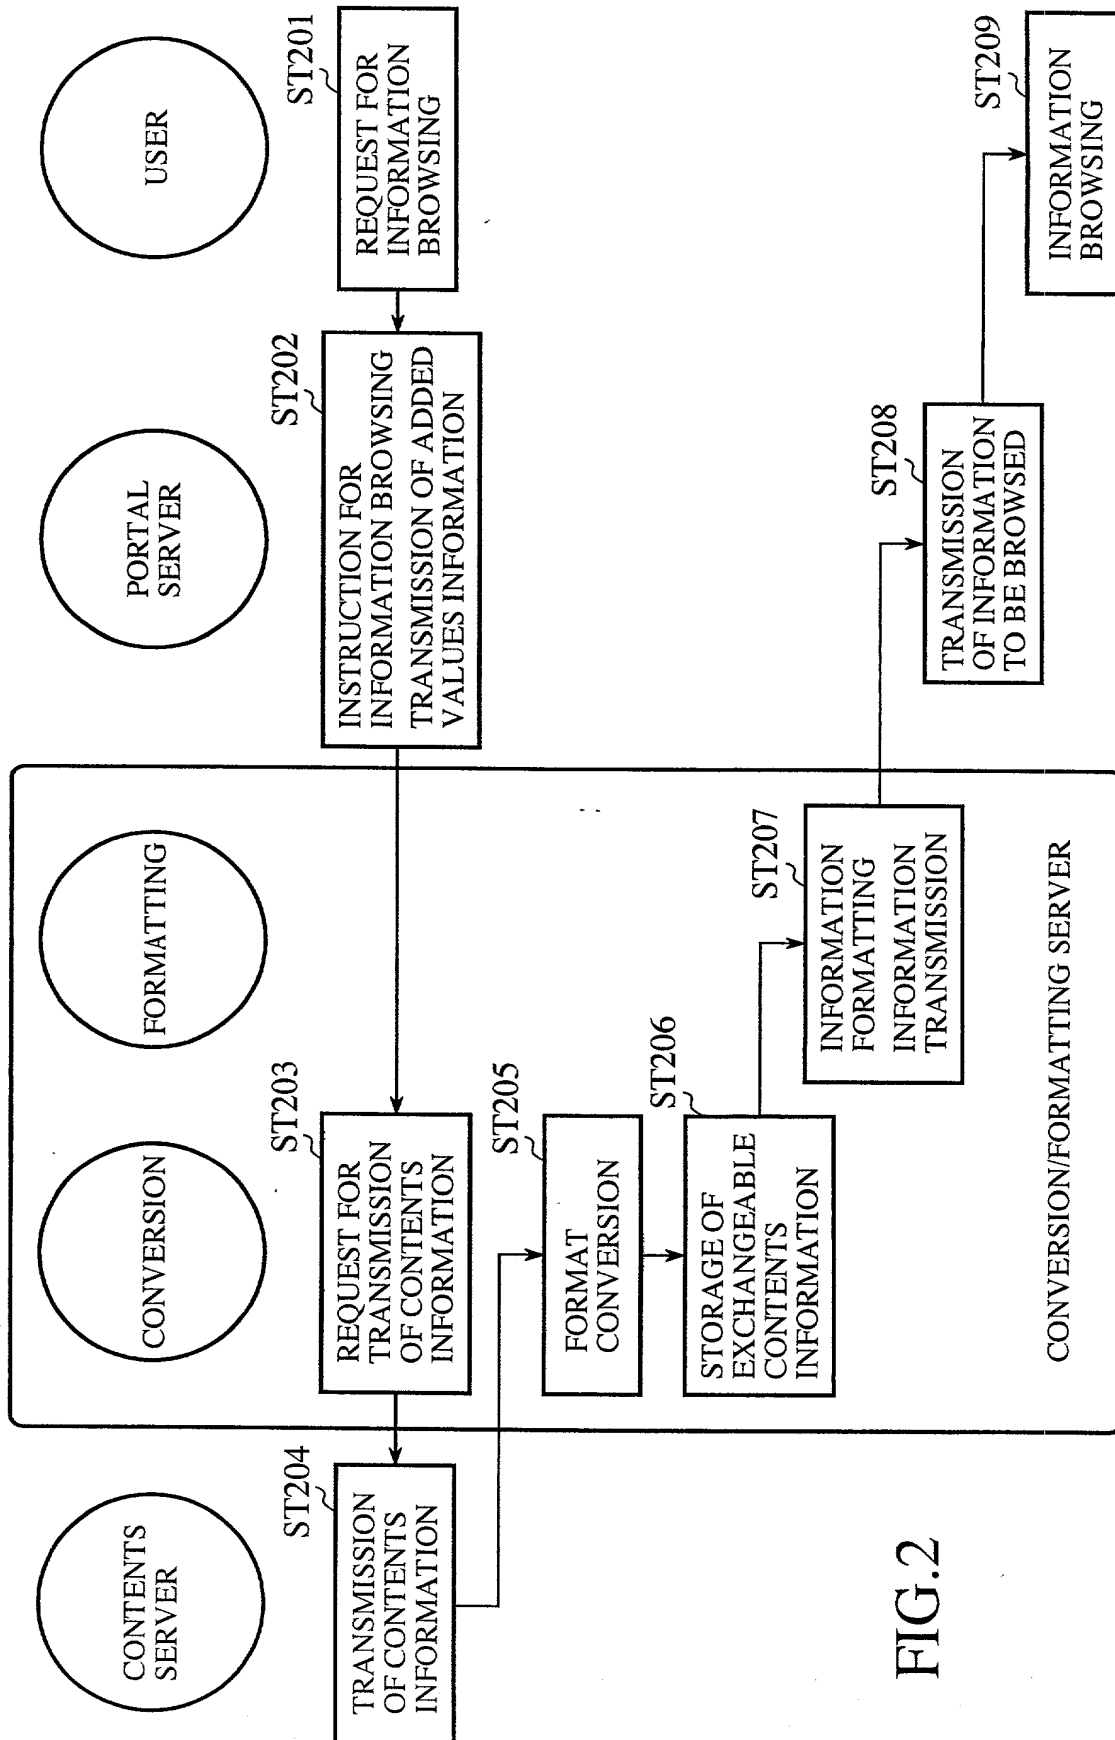 CONTENTS
SERVER
CONVERSION
FORMATTING
PORTAL
SERVER
USER
ST201
REQUEST FOR
INFORMATION
BROWSING
ST202
INSTRUCTION FOR
INFORMATION BROWSING
TRANSMISSION OF ADDED
VALUES INFORMATION
ST203
REQUEST FOR
TRANSMISSION
OF CONTENTS
INFORMATION
ST204
TRANSMISSION
OF CONTENTS
INFORMATION
ST205
FORMAT
CONVERSION
ST206
STORAGE OF
EXCHANGEABLE
CONTENTS
INFORMATION
ST207
INFORMATION
FORMATTING
INFORMATION
TRANSMISSION
ST208
TRANSMISSION
OF INFORMATION
TO BE BROWSED
ST209
INFORMATION
BROWSING
CONVERSION/FORMATTING SERVER
FIG.2